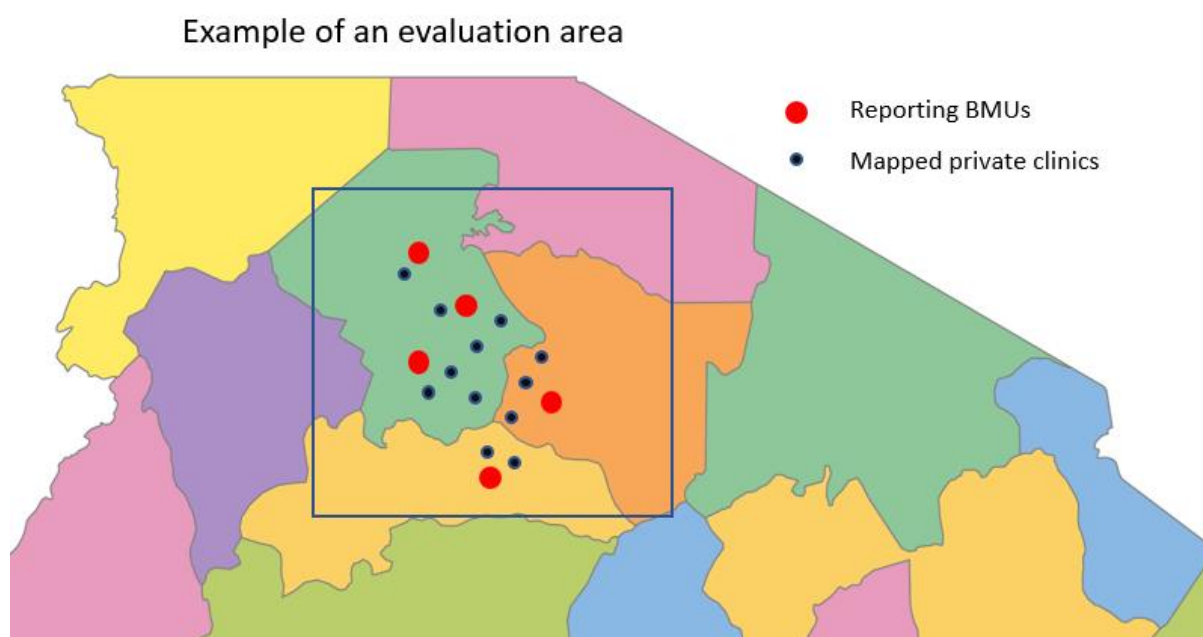 Example of an evaluation area
Reporting BMUs
Mapped private clinics